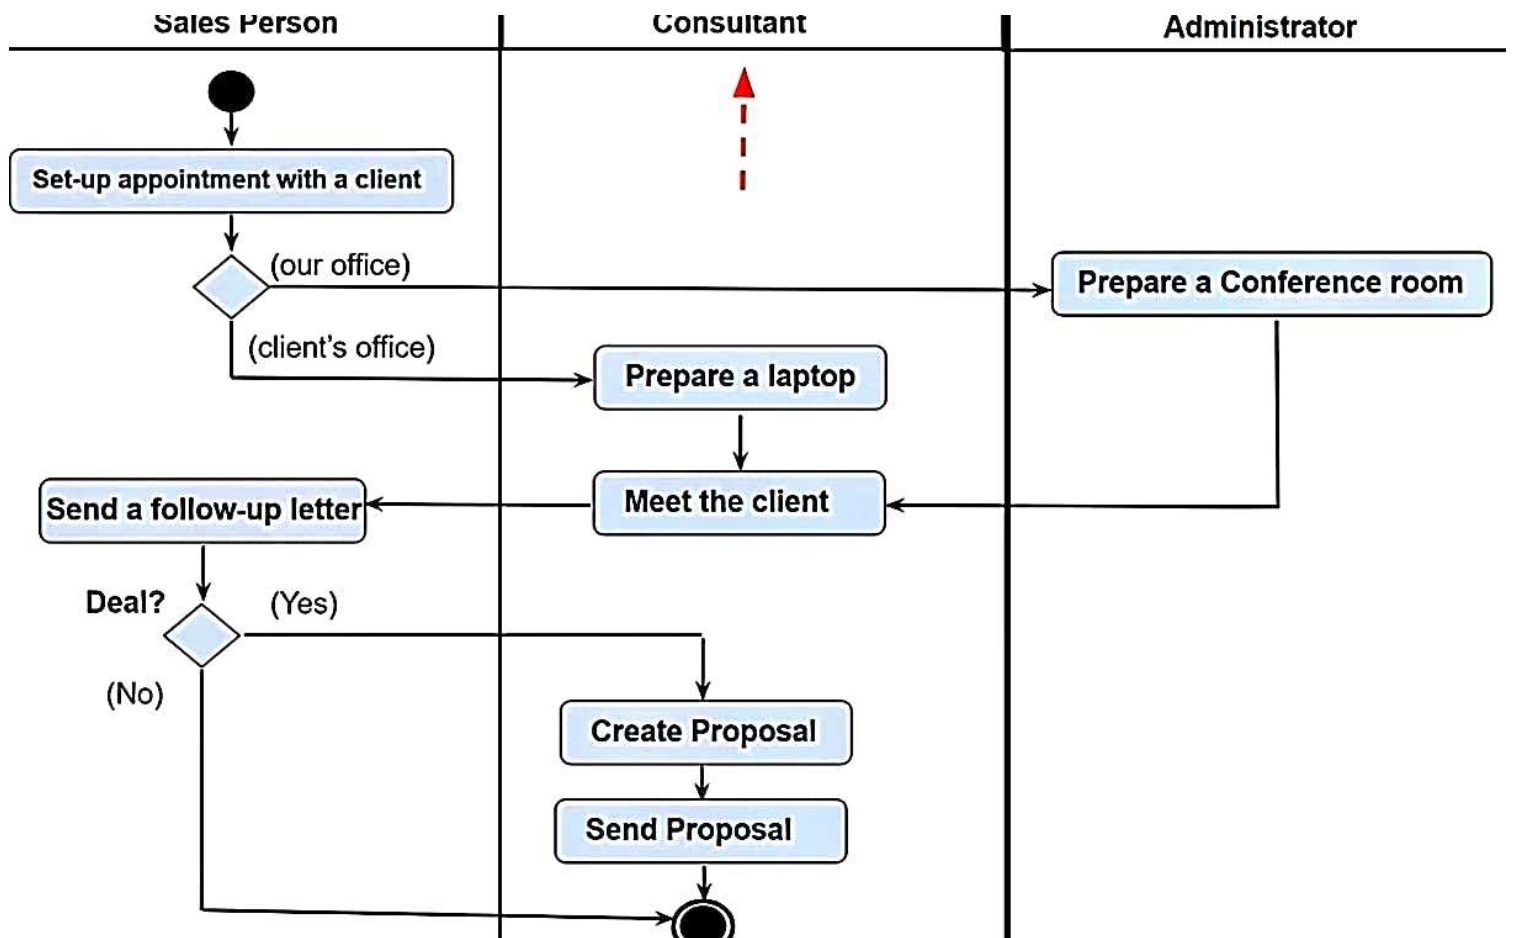 Sales Person
Consultant
Administrator
Set-up appointment with a client
(our office)
Prepare a Conference room
(client's office)
Prepare a laptop
Send a follow-up letter
Meet the client
Deal?
(Yes)
(No)
Create Proposal
Send Proposal